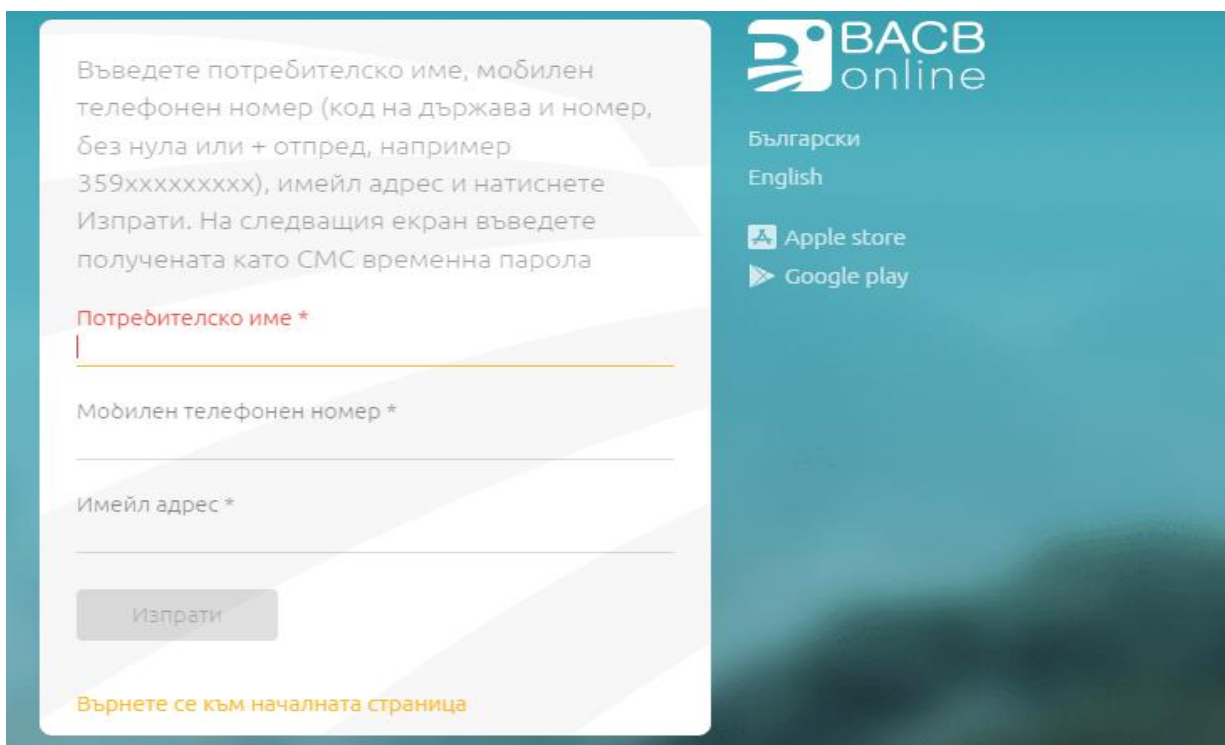 Въведете потребителско име, мобилен
телефонен номер (код на държава и номер,
без нула или + отпред, например
359xxxxxxxxx), имейл адрес и натиснете
Изпрати. На следващия екран въведете
получената като СМС временна парола
Потребителско име *
Мобилен телефонен номер *
Имейл адрес *
Изпрати
Върнете се към началната страница
BACB
online
Български
English
Apple store
Google play